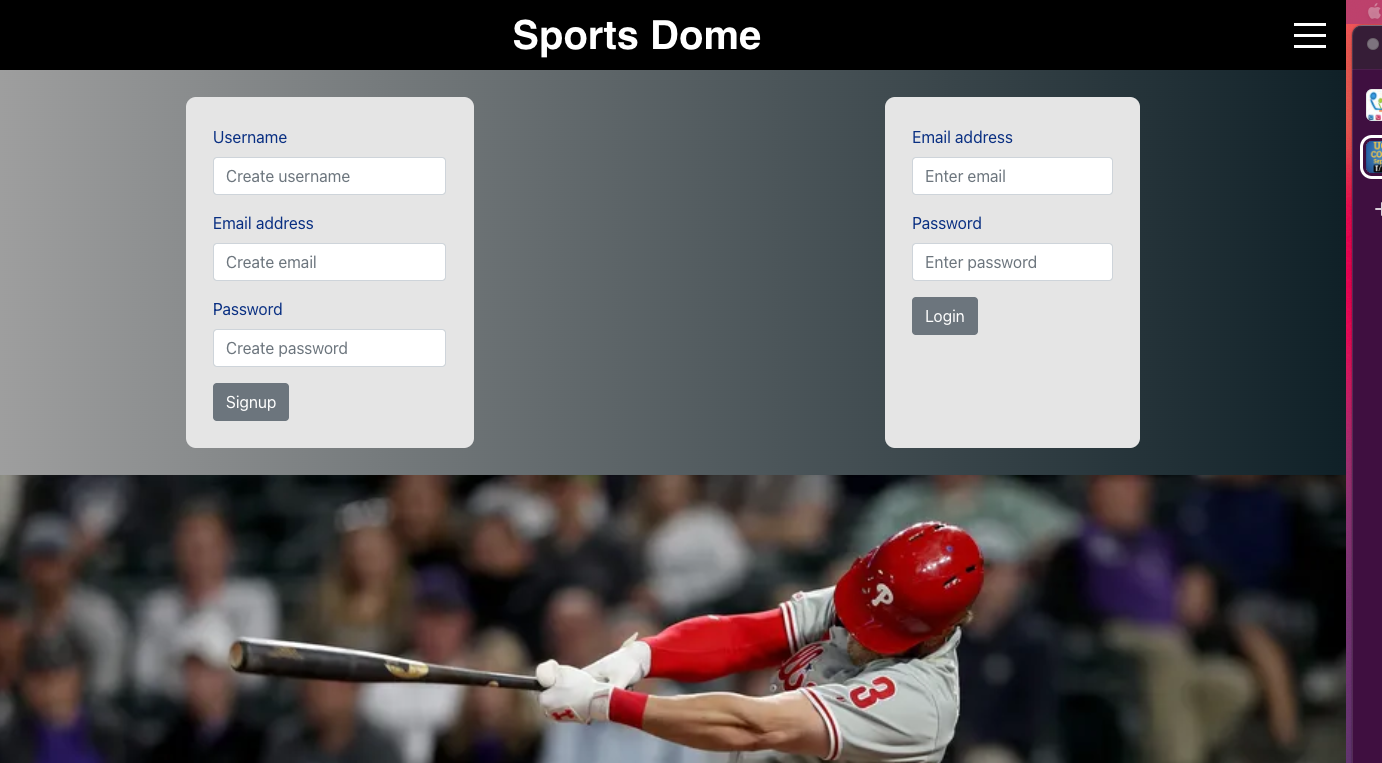 Sports Dome
Username
Create username
Email address
Create email
Password
Create password
Signup
Email address
Enter email
Password
Enter password
Login
P
3